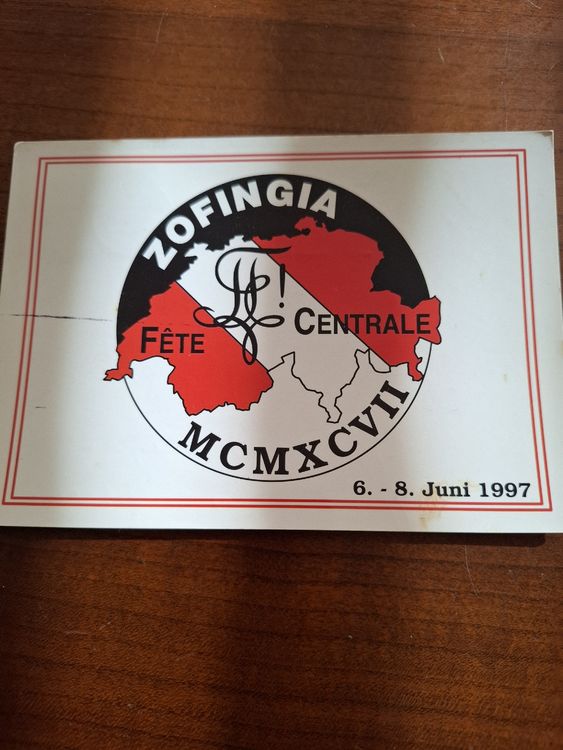 ZOFINGIA
FÊTE CENTRALE
MCMXCVII
6. - 8. Juni 1997